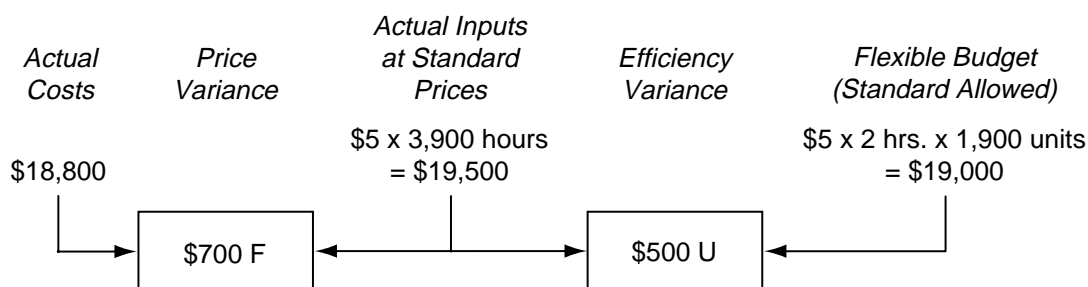 Actual
Costs
Price
Variance
Actual Inputs
at Standard
Prices
Efficiency
Variance
Flexible Budget
(Standard Allowed)
$18,800
$5 x 3,900 hours
= $19,500
$5 x 2 hrs. x 1,900 units
= $19,000
$700 F
$500 U